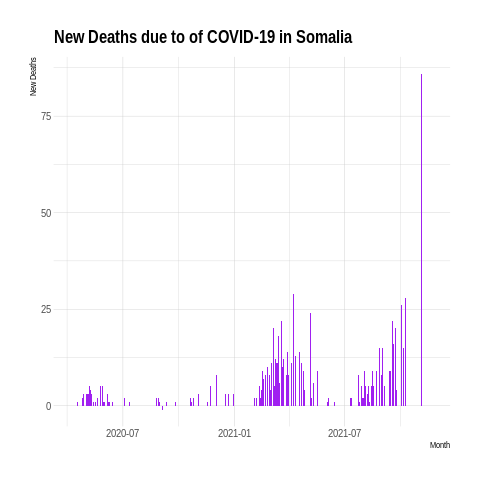 New Deaths due to of COVID-19 in Somalia
New Deaths
75
50
25
0
2020-07
2021-01
2021-07
Month